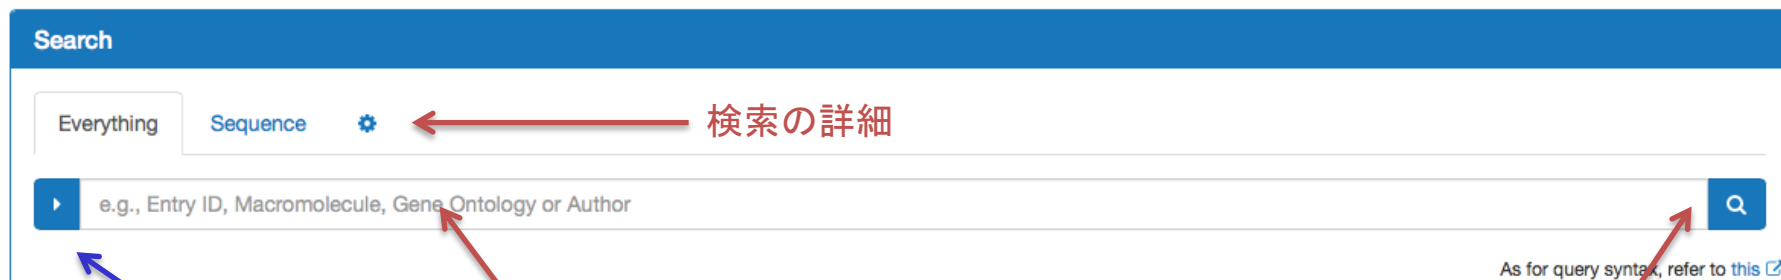 Search
Everything Sequence 検索の詳細
e.g., Entry ID, Macromolecule, Gene Ontology or Author
As for query syntax, refer to this